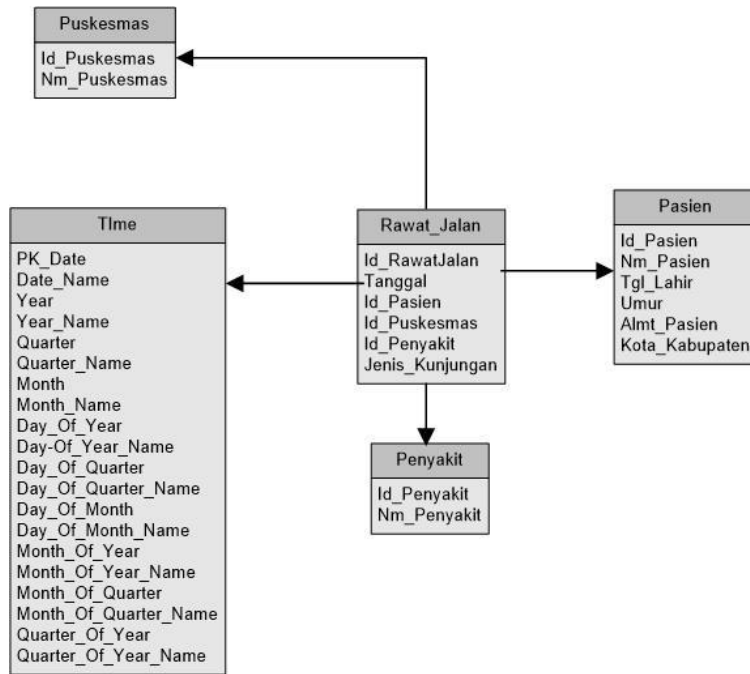 Puskesmas
Id_Puskesmas
Nm_Puskesmas
TIme
PK_Date
Date_Name
Year
Year_Name
Quarter
Quarter_Name
Month
Month_Name
Day_Of_Year
Day-Of_Year_Name
Day_Of_Quarter
Day_Of_Quarter_Name
Day_Of_Month
Day_Of_Month_Name
Month_Of_Year
Month_Of_Year_Name
Month_Of_Quarter
Month_Of_Quarter_Name
Quarter_Of_Year
Quarter_Of_Year_Name
Rawat_Jalan
Id_RawatJalan
Tanggal
Id_Pasien
Id_Puskesmas
Id_Penyakit
Jenis_Kunjungan
Pasien
Id_Pasien
Nm_Pasien
Tgl_Lahir
Umur
Almt_Pasien
Kota_Kabupaten
Penyakit
Id_Penyakit
Nm_Penyakit